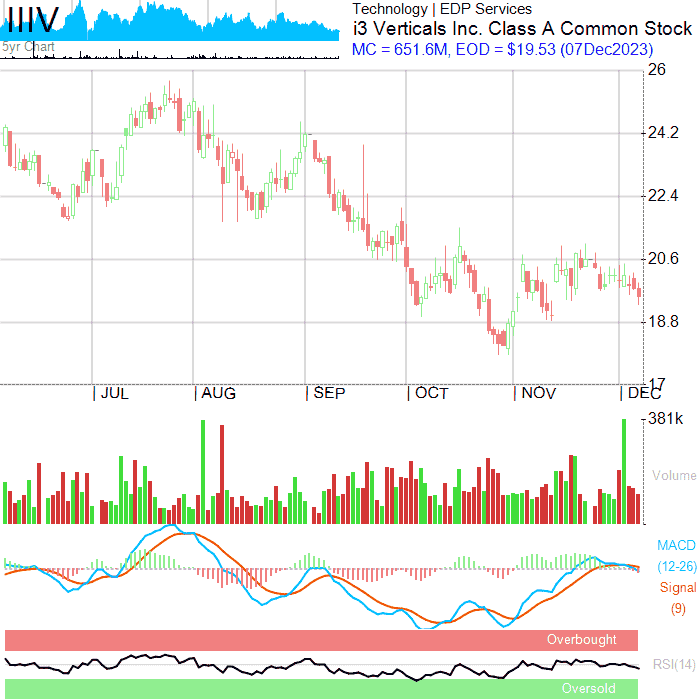 IIIV
5yr Chart
Technology | EDP Services
i3 Verticals Inc. Class A Common Stock
MC = 651.6M, EOD = $19.53 (07Dec2023)
26
24.2
22.4
20.6
18.8
17
JUL
AUG
SEP
OCT
NOV
DEC
381k
Volume
MACD
(12-26)
Signal
(9)
Overbought
RSI(14)
Oversold